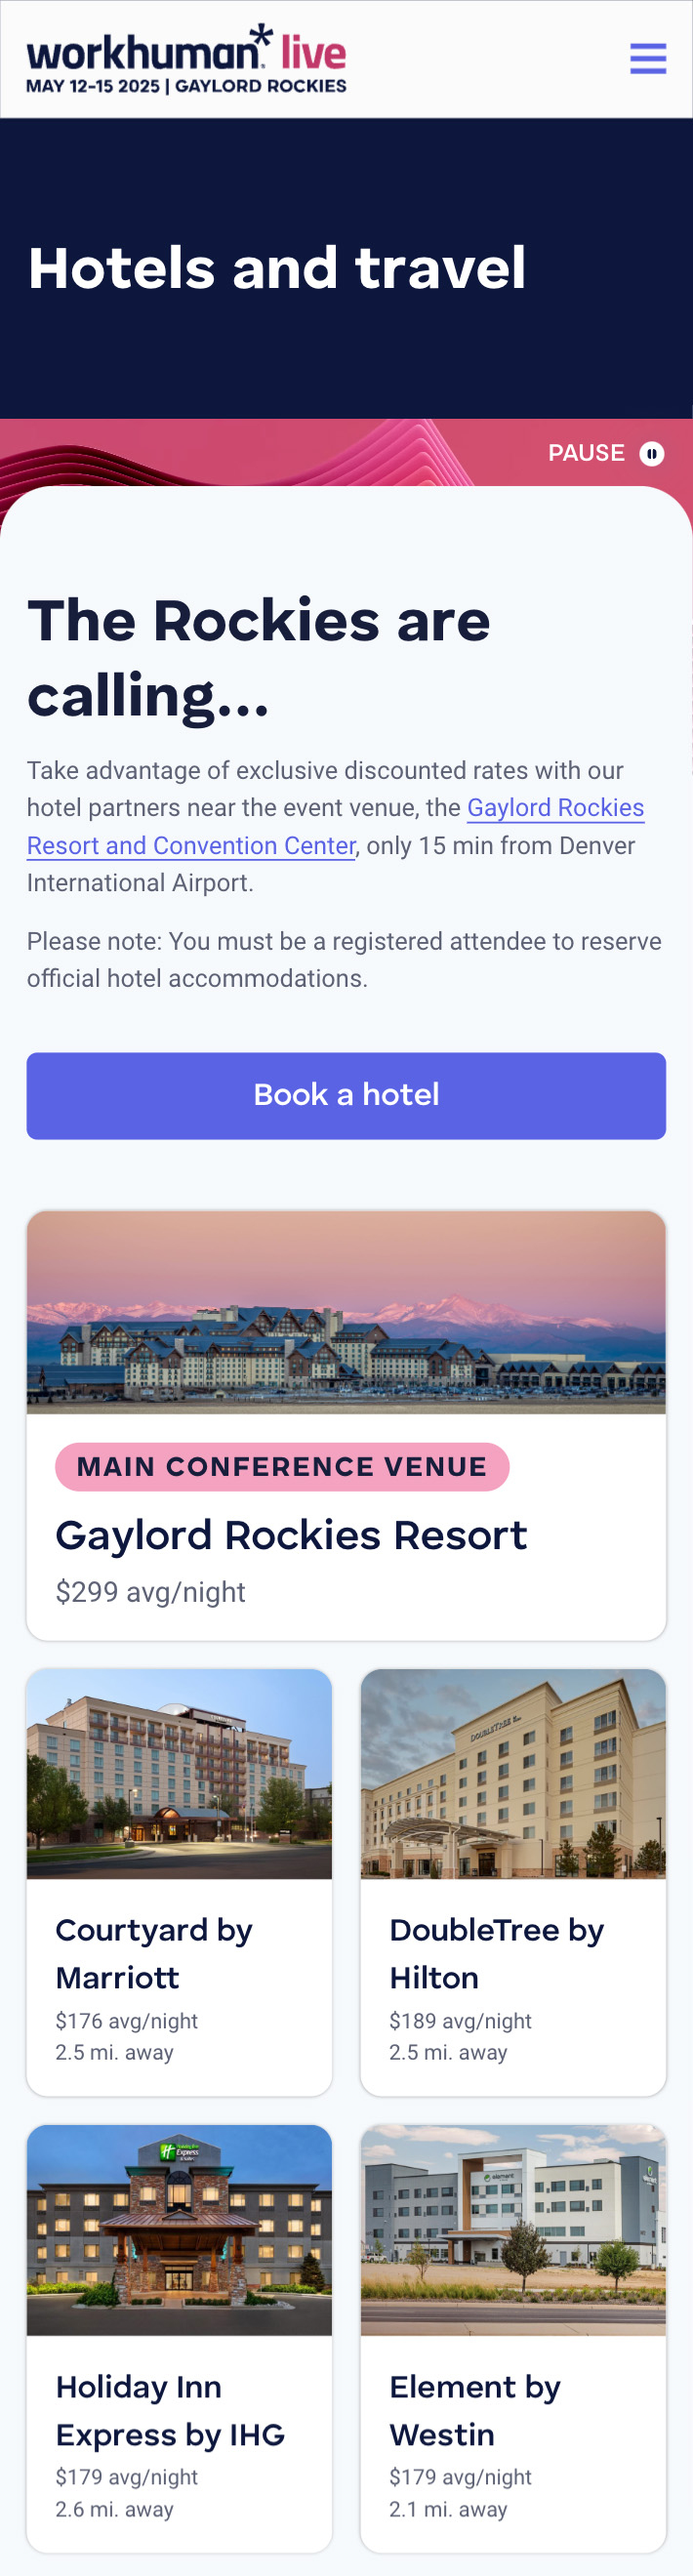 workhuman* live
MAY 12-15 2025 | GAYLORD ROCKIES
Hotels and travel
PAUSE
The Rockies are
calling...
Take advantage of exclusive discounted rates with our
hotel partners near the event venue, the Gaylord Rockies
Resort and Convention Center, only 15 min from Denver
International Airport.
Please note: You must be a registered attendee to reserve
official hotel accommodations.
Book a hotel
MAIN CONFERENCE VENUE
Gaylord Rockies Resort
$299 avg/night
DOUBLETREE
Courtyard by
Marriott
$176 avg/night
2.5 mi. away
DoubleTree by
Hilton
$189 avg/night
2.5 mi. away
Holiday Inn
Express
element
Holiday Inn
Express by IHG
$179 avg/night
2.6 mi. away
Element by
Westin
$179 avg/night
2.1 mi. away